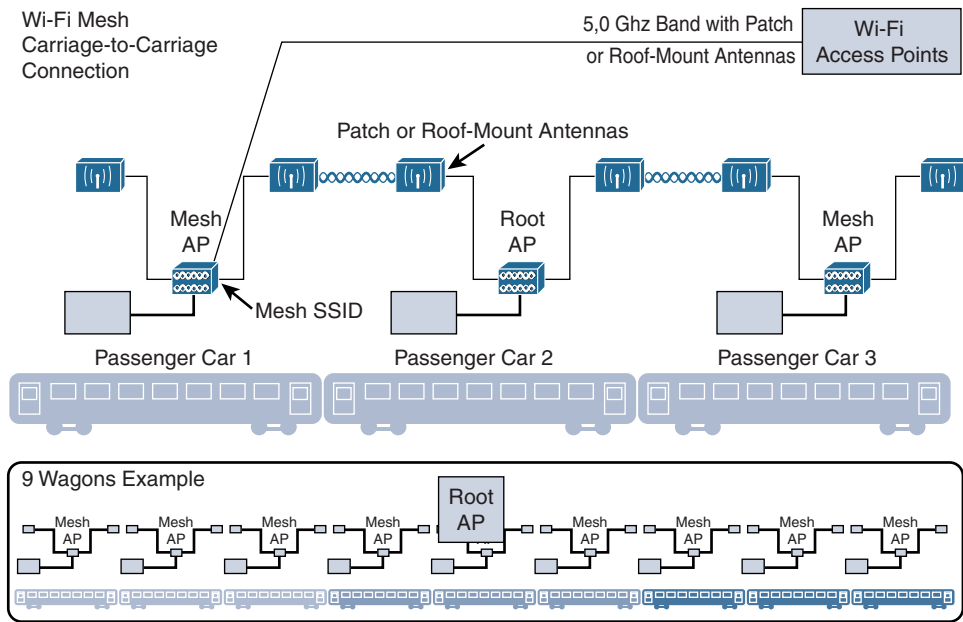 Wi-Fi Mesh
Carriage-to-Carriage
Connection
5,0 Ghz Band with Patch
or Roof-Mount Antennas
Wi-Fi
Access Points
Patch or Roof-Mount Antennas
Mesh
AP
Root
AP
Mesh
AP
Mesh SSID
Passenger Car 1
Passenger Car 2
Passenger Car 3
9 Wagons Example
Mesh
AP
Mesh
AP
Mesh
AP
Mesh
AP
Root
AP
Mesh
AP
Mesh
AP
Mesh
AP
Mesh
AP